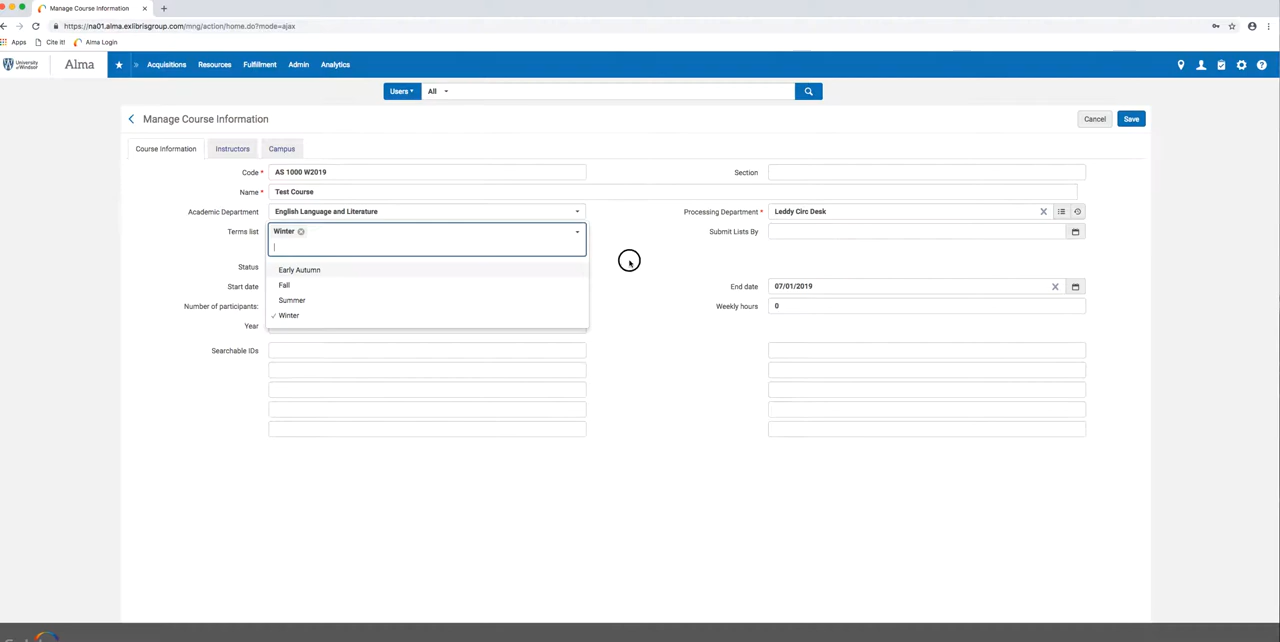 Manage Course Information
https://na01.alma.exlibrisgroup.com/mng/action/home.do?mode=ajax
Apps Cite it! Alma Login
University of Windsor Alma Acquisitions Resources Fulfillment Admin Analytics
Users All
Manage Course Information Cancel Save
Course Information Instructors Campus
Code * AS 1000 W2019 Section
Name * Test Course
Academic Department English Language and Literature Processing Department * Leddy Circ Desk
Terms list Winter Submit Lists By
Early Autumn
Status
Fall
Start date End date 07/01/2019
Summer
Number of participants: Weekly hours 0
Winter
Year
Searchable IDs